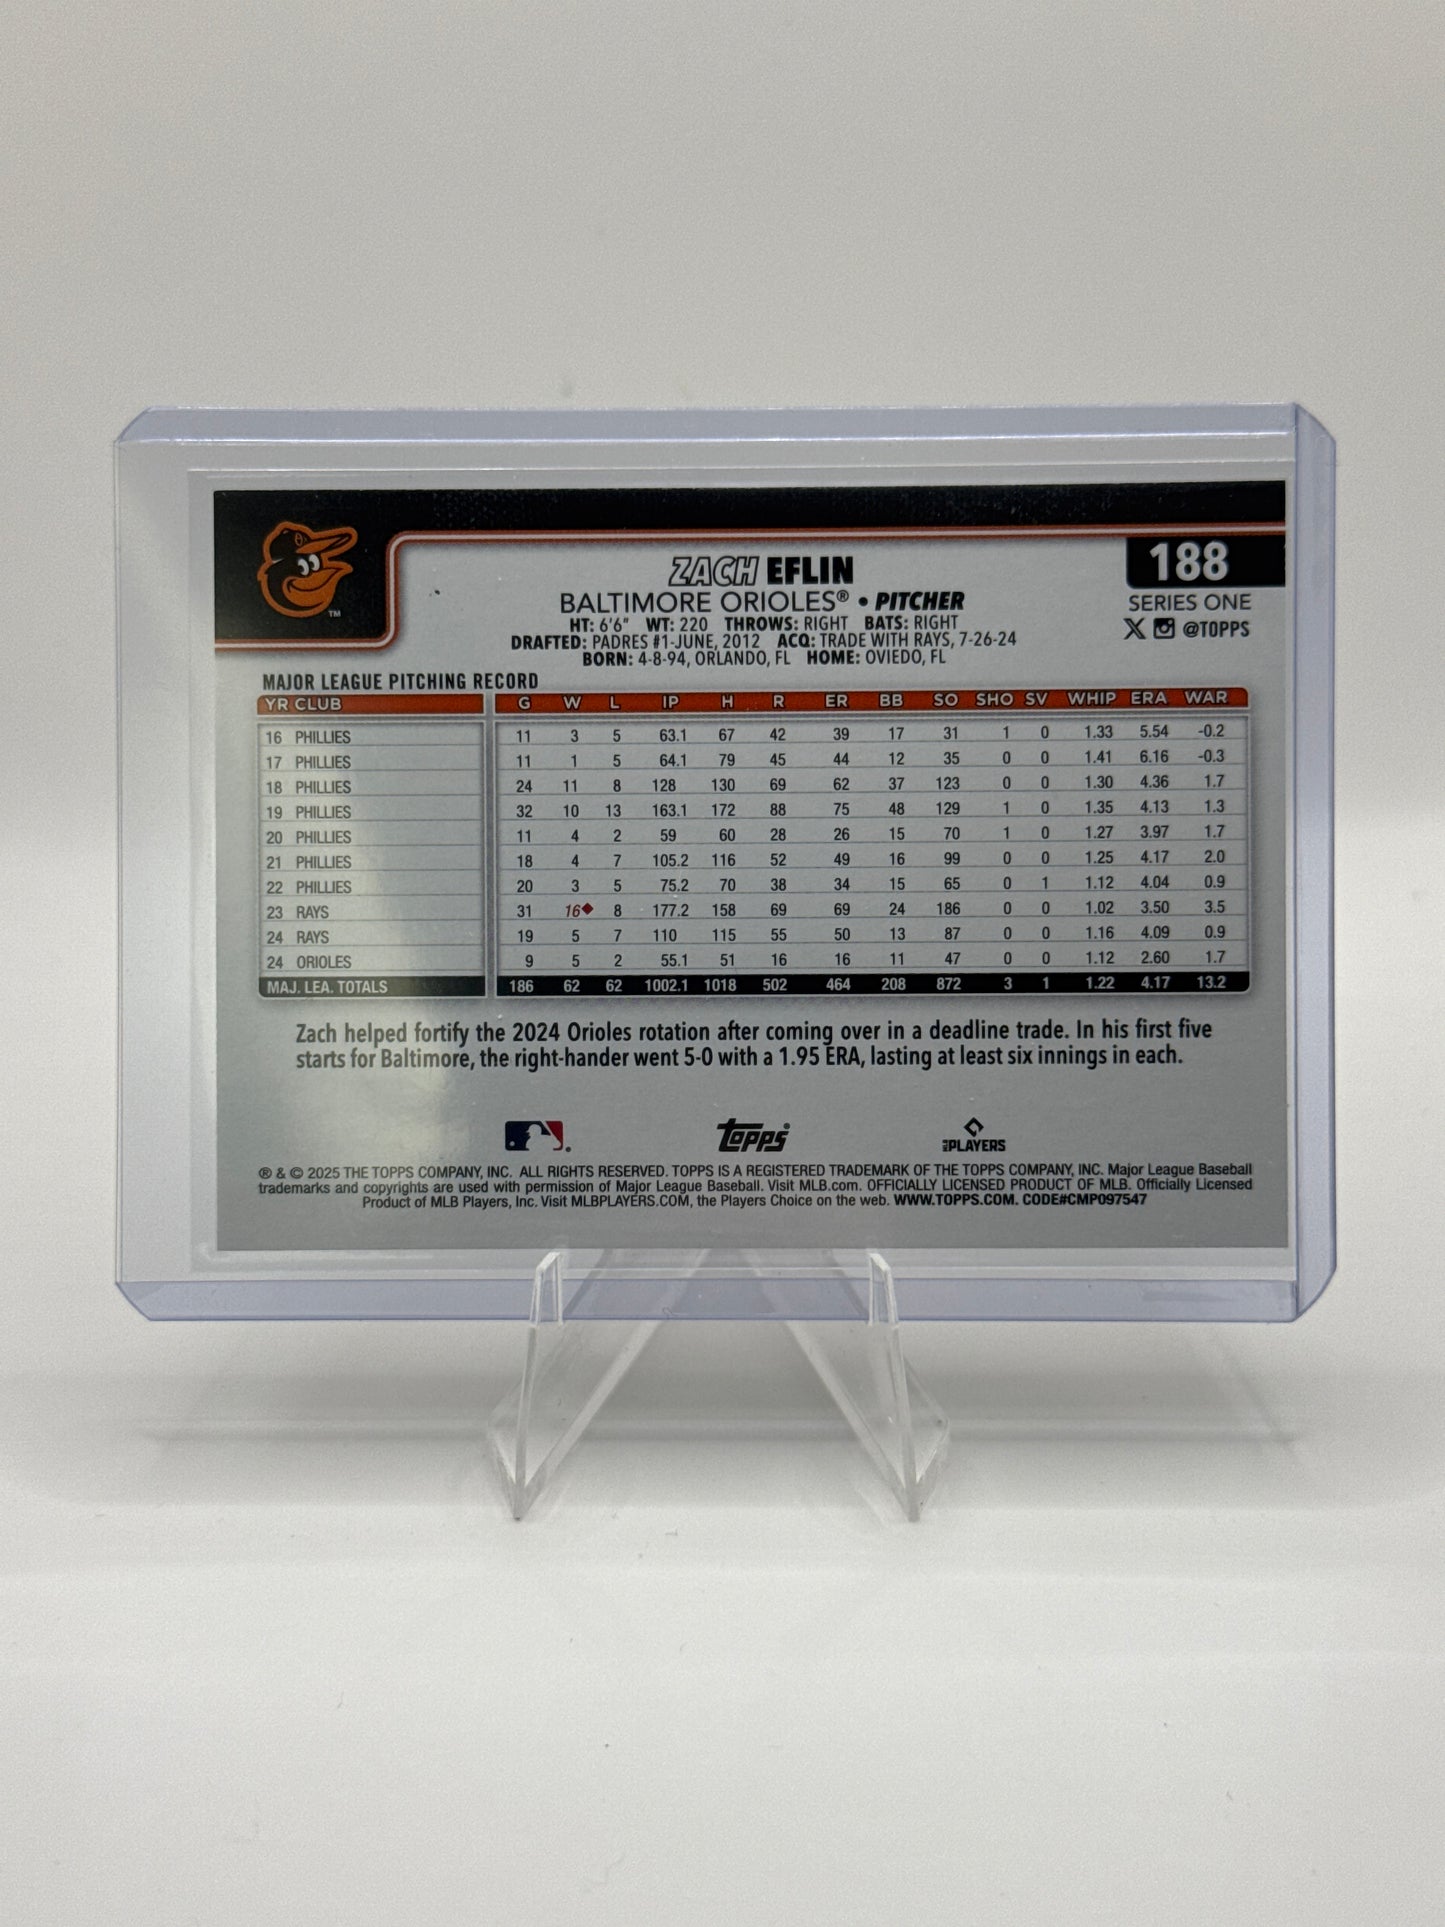 ZACH EFLIN
188
BALTIMORE ORIOLES® • PITCHER
SERIES ONE
HT: 6'6" WT: 220 THROWS: RIGHT BATS: RIGHT
@TOPPS
DRAFTED: PADRES #1-JUNE, 2012 ACQ: TRADE WITH RAYS, 7-26-24
BORN: 4-8-94, ORLANDO, FL HOME: OVIEDO, FL
TM
MAJOR LEAGUE PITCHING RECORD
YR CLUB G W L IP H R ER BB SO SHO SV WHIP ERA WAR
16 PHILLIES 11 3 5 63.1 67 42 39 17 31 1 0 1.33 5.54 -0.2
17 PHILLIES 11 1 5 64.1 79 45 44 12 35 0 0 1.41 6.16 -0.3
18 PHILLIES 24 11 8 128 130 69 62 37 123 0 0 1.30 4.36 1.7
19 PHILLIES 32 10 13 163.1 172 88 75 48 129 1 0 1.35 4.13 1.3
20 PHILLIES 11 4 2 59 60 28 26 15 70 1 0 1.27 3.97 1.7
21 PHILLIES 18 4 7 105.2 116 52 49 16 99 0 0 1.25 4.17 2.0
22 PHILLIES 20 3 5 75.2 70 38 34 15 65 0 1 1.12 4.04 0.9
23 RAYS 31 16◆ 8 177.2 158 69 69 24 186 0 0 1.02 3.50 3.5
24 RAYS 19 5 7 110 115 55 50 13 87 0 0 1.16 4.09 0.9
24 ORIOLES 9 5 2 55.1 51 16 16 11 47 0 0 1.12 2.60 1.7
MAJ. LEA. TOTALS 186 62 62 1002.1 1018 502 464 208 872 3 1 1.22 4.17 13.2
Zach helped fortify the 2024 Orioles rotation after coming over in a deadline trade. In his first five
starts for Baltimore, the right-hander went 5-0 with a 1.95 ERA, lasting at least six innings in each.
Topps®
MLB PLAYERS
® & © 2025 THE TOPPS COMPANY, INC. ALL RIGHTS RESERVED. TOPPS IS A REGISTERED TRADEMARK OF THE TOPPS COMPANY, INC. Major League Baseball
trademarks and copyrights are used with permission of Major League Baseball. Visit MLB.com. OFFICIALLY LICENSED PRODUCT OF MLB. Officially Licensed
Product of MLB Players, Inc. Visit MLBPLAYERS.COM, the Players Choice on the web. WWW.TOPPS.COM. CODE#CMP097547